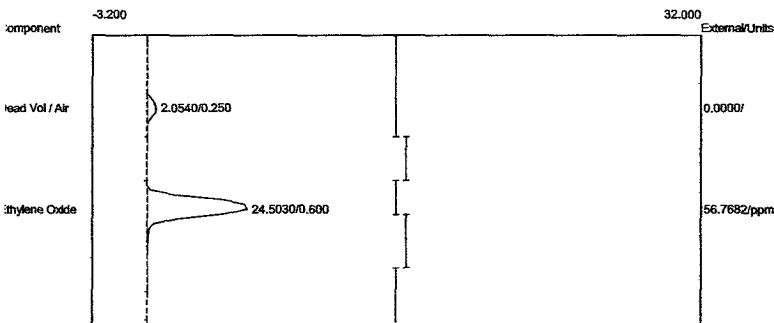 -3.200 32.000
omponent External/Units
ead Vol / Air 2.0540/0.250 0.0000/
thylene Oxide 24.5030/0.600 56.7682/ppm